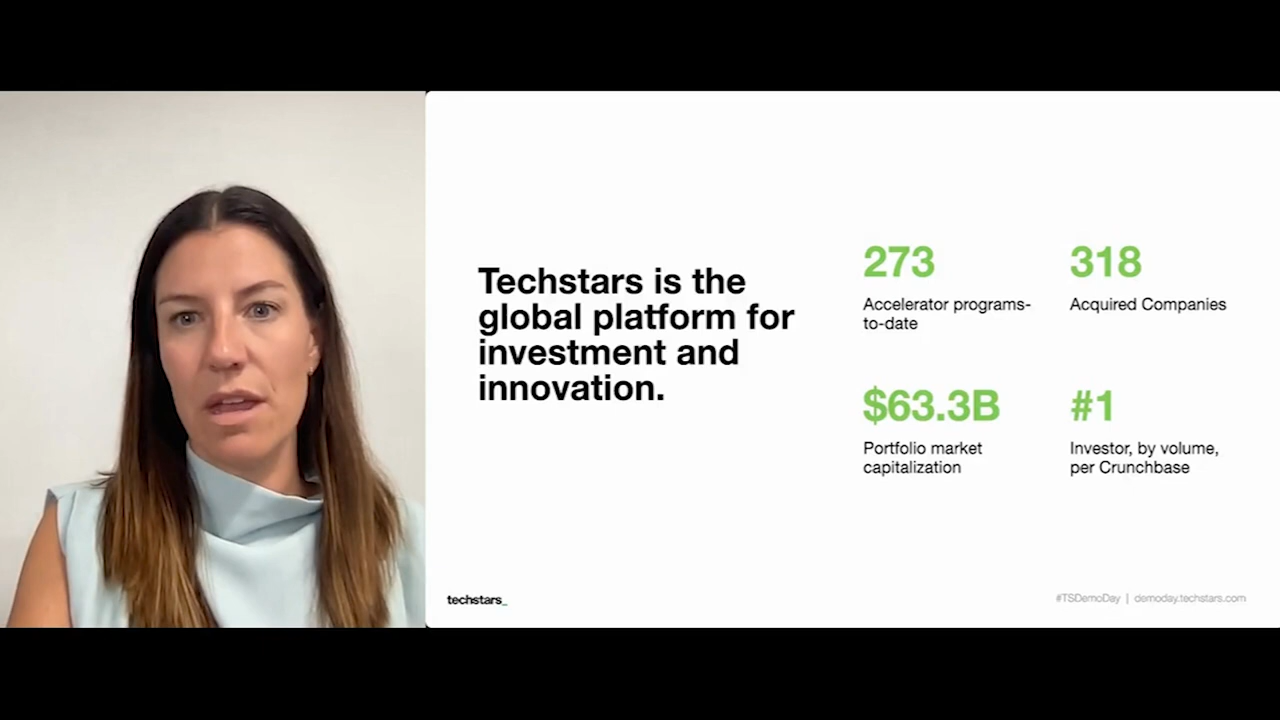 Techstars is the
global platform for
investment and
innovation.
273
Accelerator programs-
to-date
318
Acquired Companies
$63.3B
Portfolio market
capitalization
#1
Investor, by volume,
per Crunchbase
techstars_
#TSDemoDay | demoday.techstars.com